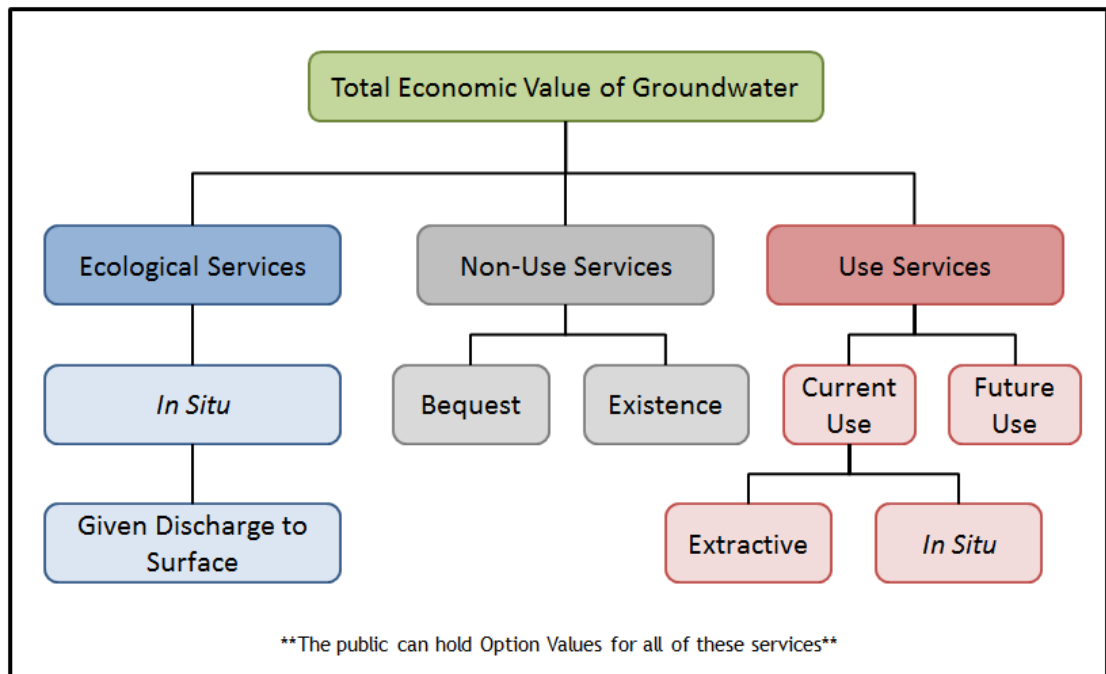 Total Economic Value of Groundwater
Ecological Services
Non-Use Services
Use Services
In Situ
Bequest
Existence
Current
Use
Future
Use
Given Discharge to
Surface
Extractive
In Situ
**The public can hold Option Values for all of these services**